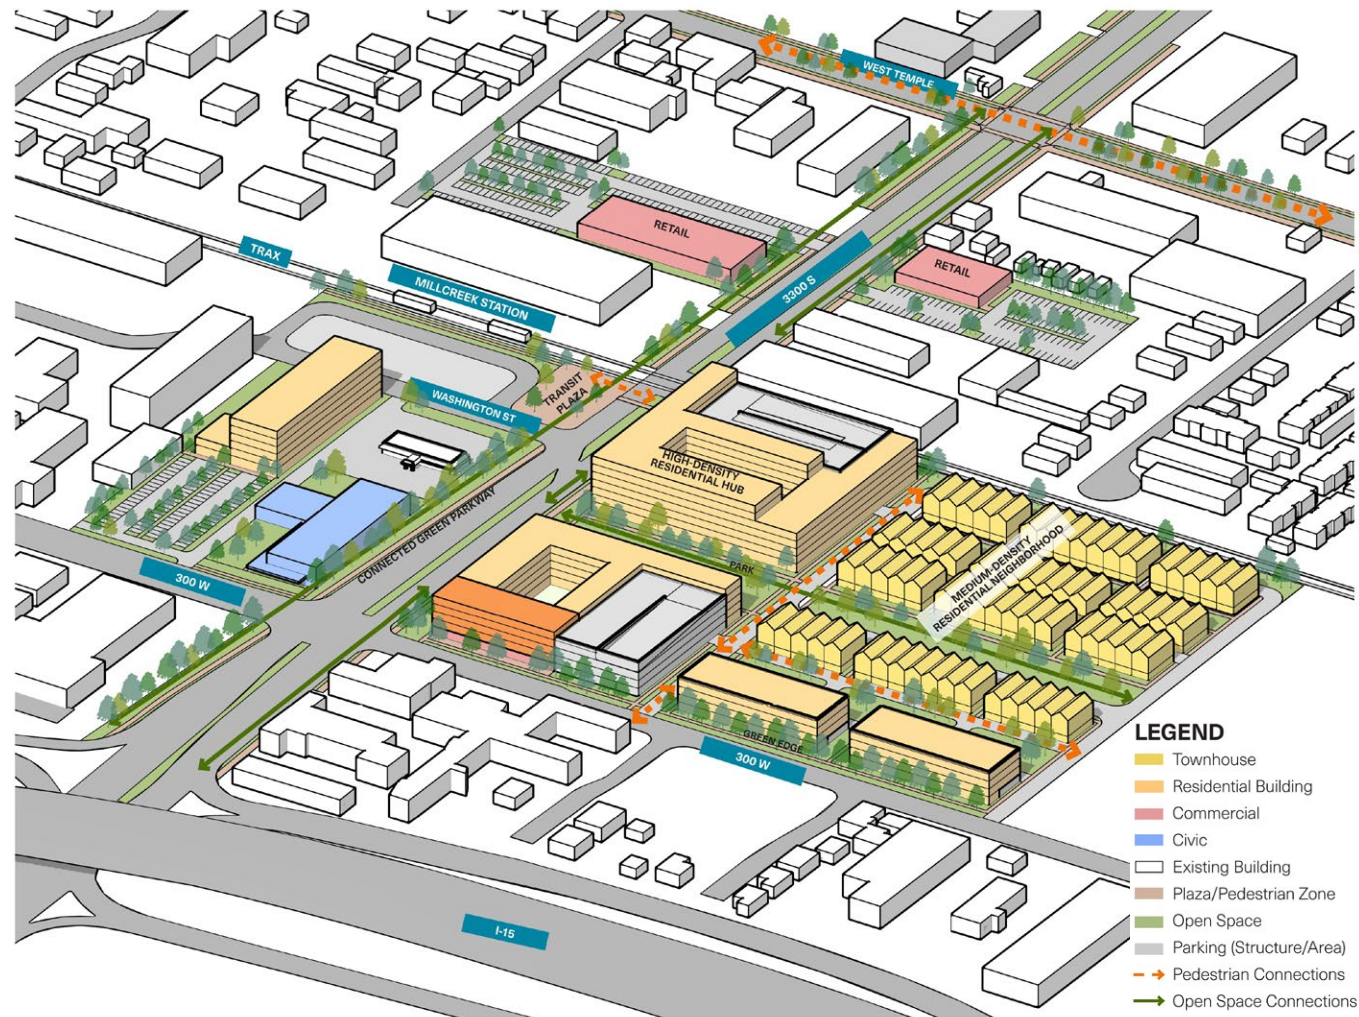 WEST TEMPLE
RETAIL
TRAX
MILLCREEK STATION
3300 S
RETAIL
TRANSIT
PLAZA
WASHINGTON ST
HIGH-DENSITY
RESIDENTIAL HUB
CONNECTED GREEN PARKWAY
300 W
PARK
MEDIUM-DENSITY
RESIDENTIAL NEIGHBORHOOD
GREEN EDGE
300 W
I-15
LEGEND
Townhouse
Residential Building
Commercial
Civic
Existing Building
Plaza/Pedestrian Zone
Open Space
Parking (Structure/Area)
Pedestrian Connections
Open Space Connections